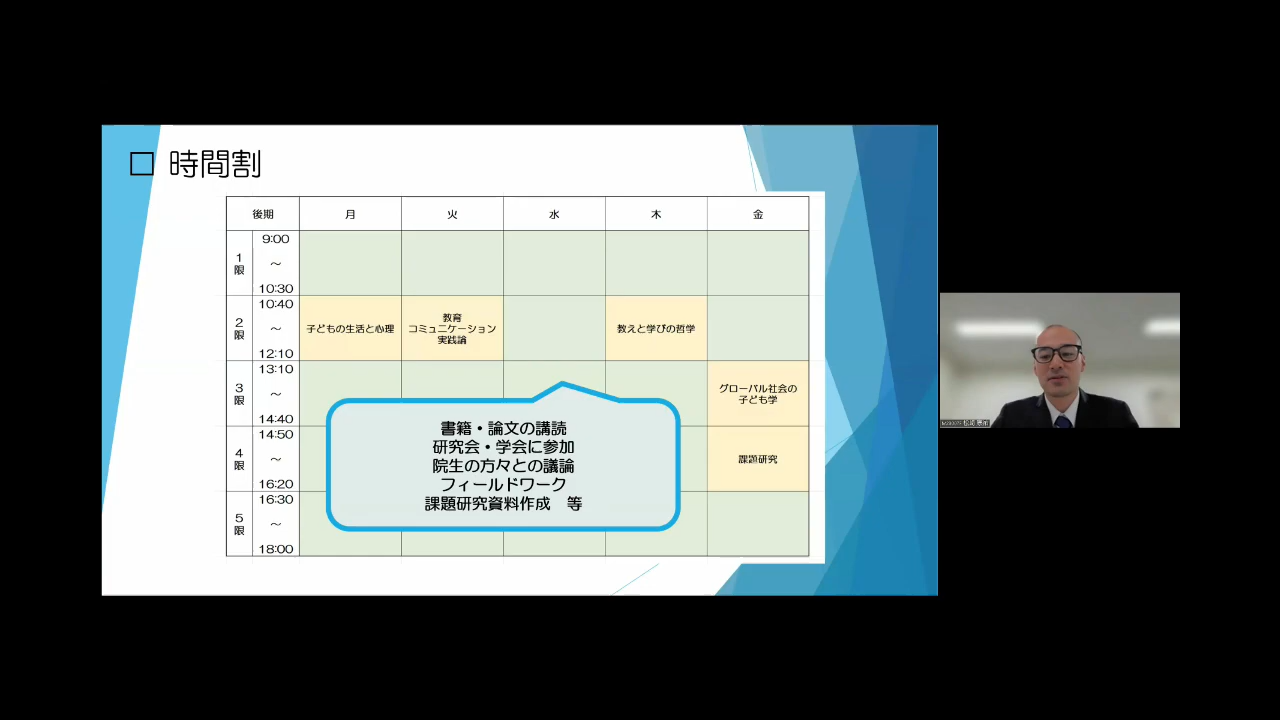 □ 時間割
後期 月 火 水 木 金
1限 9:00 ~ 10:30
2限 10:40 ~ 12:10
子どもの生活と心理
教育
コミュニケーション
実践論
教えと学びの哲学
3限 13:10 ~ 14:40
グローバル社会の
子ども学
4限 14:50 ~ 16:20
課題研究
5限 16:30 ~ 18:00
書籍・論文の講読
研究会・学会に参加
院生の方々との議論
フィールドワーク
課題研究資料作成 等